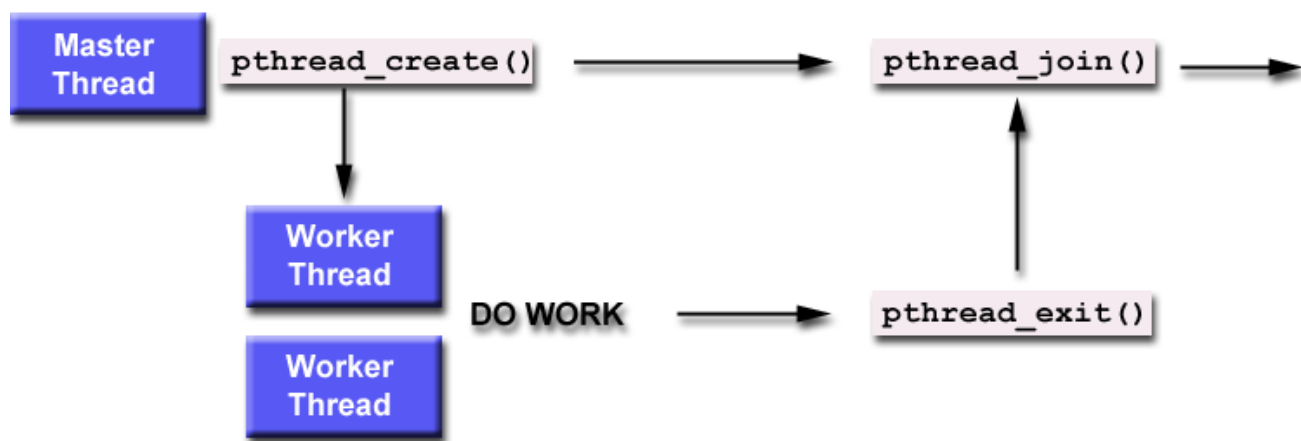 Master
Thread
pthread_create()
pthread_join()
Worker
Thread
DO WORK
pthread_exit()
Worker
Thread